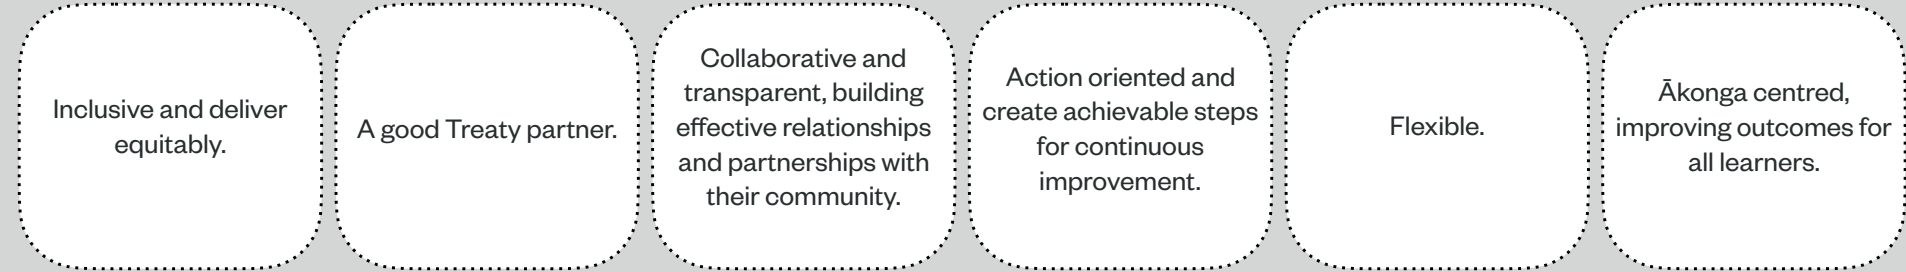 Inclusive and deliver
equitably.
A good Treaty partner.
Collaborative and
transparent, building
effective relationships
and partnerships with
their community.
Action oriented and
create achievable steps
for continuous
improvement.
Flexible.
Ākonga centred,
improving outcomes for
all learners.